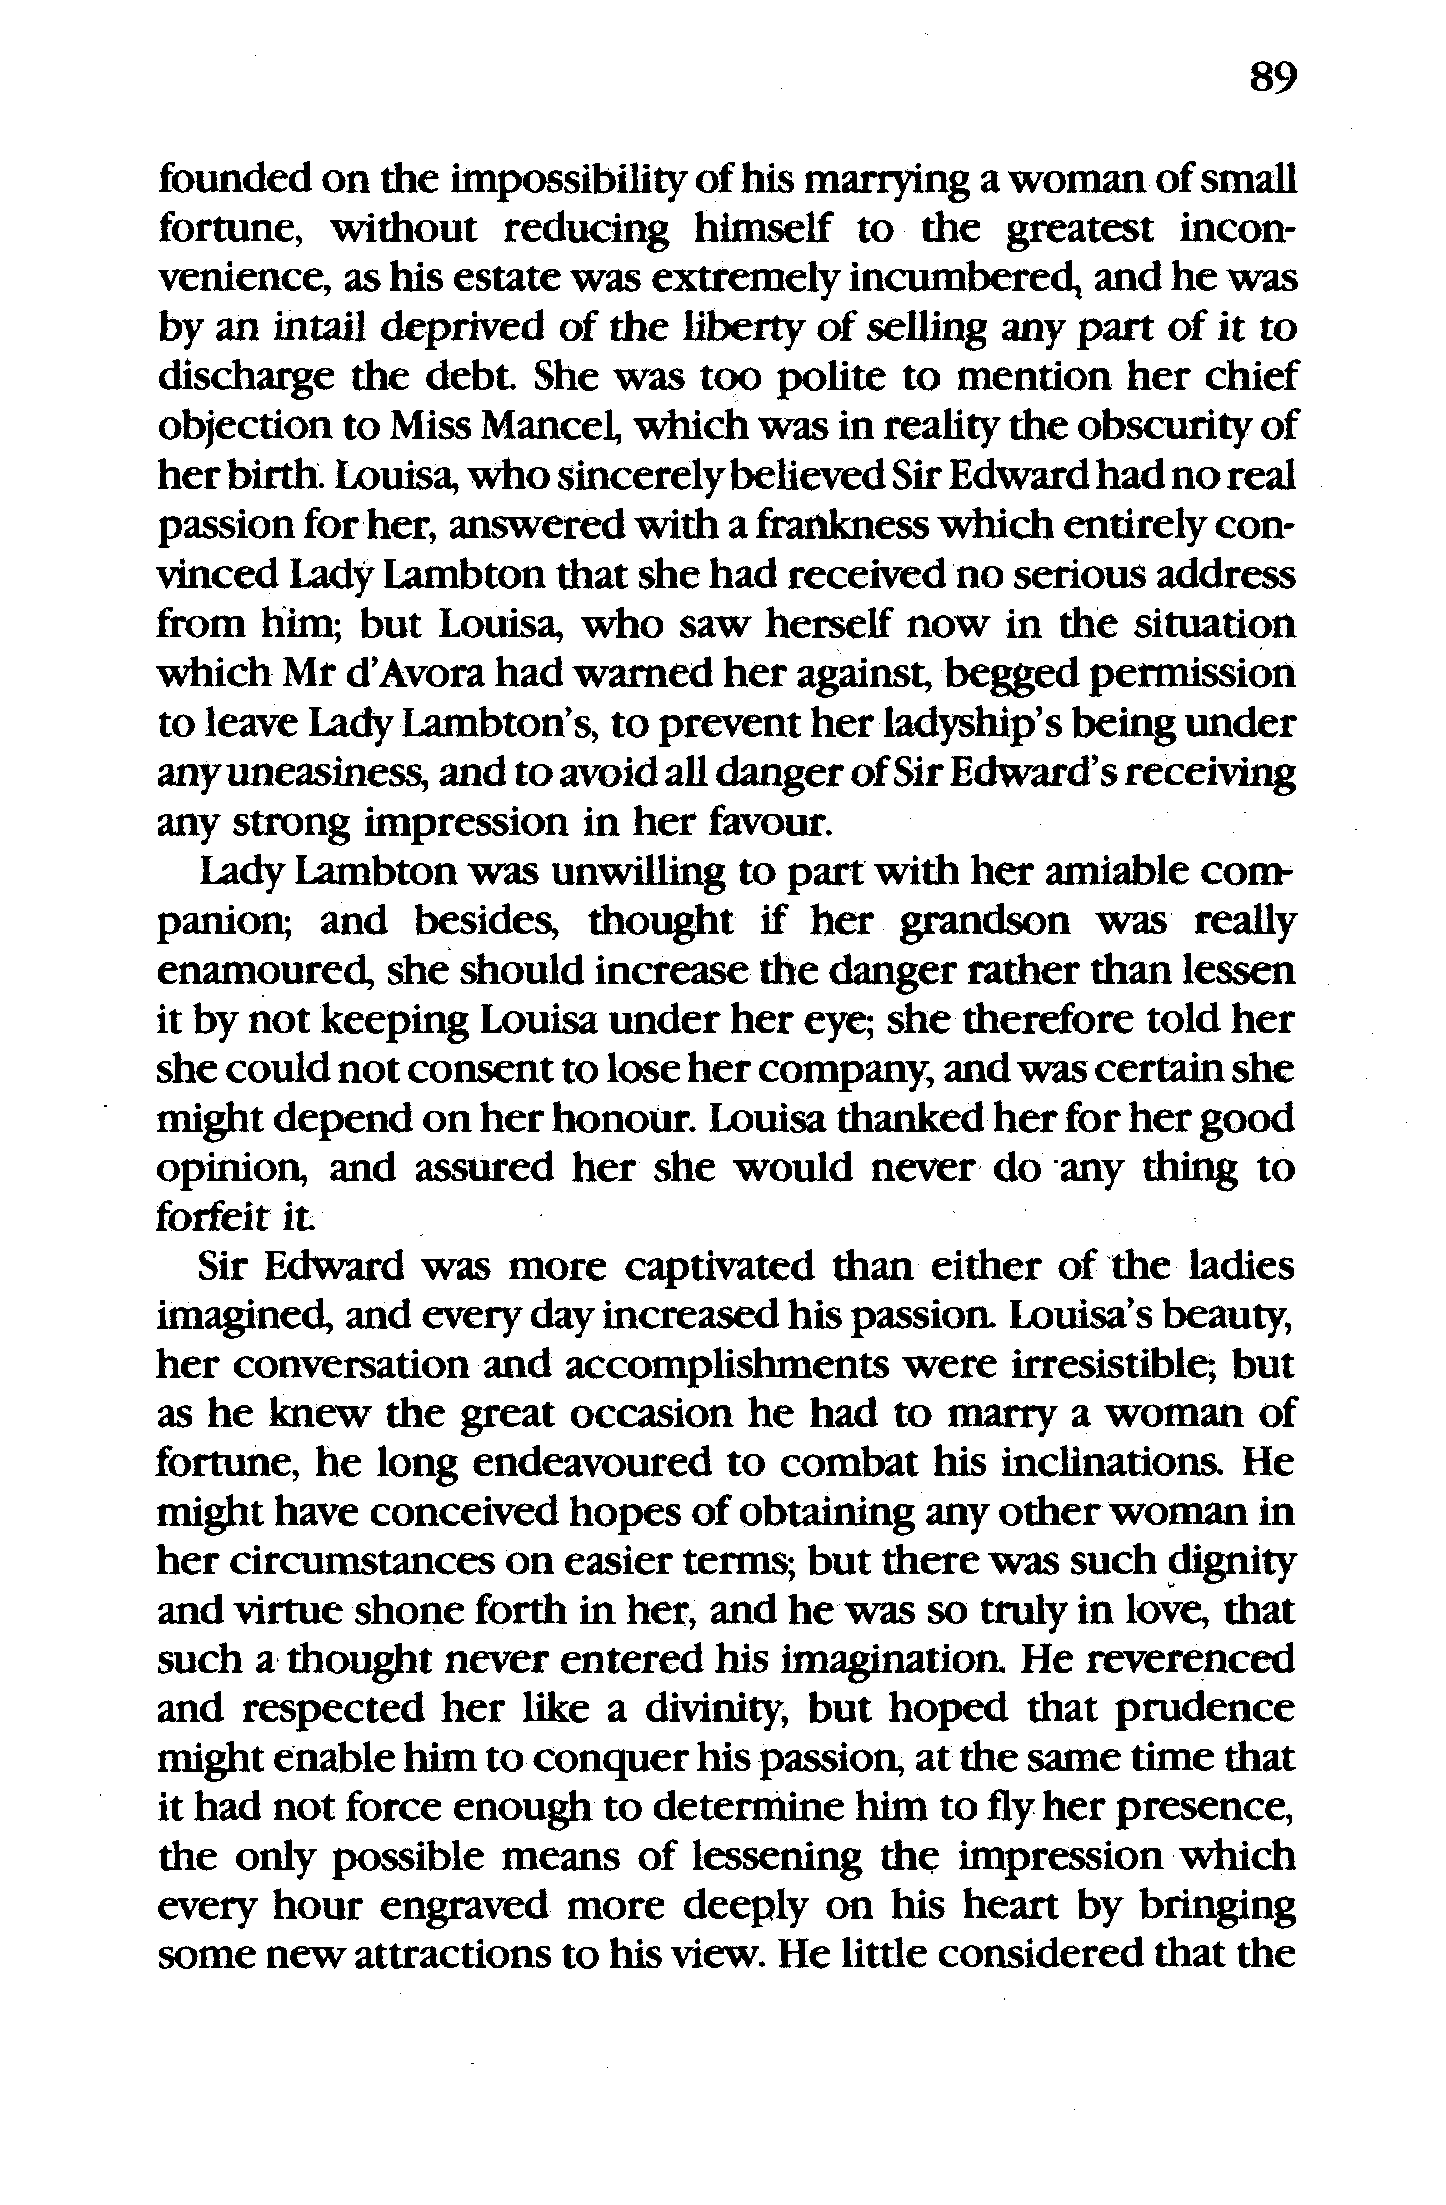 89
founded on the impossibility of his marrying a woman of small
fortune, without reducing himself to the greatest incon-
venience, as his estate was extremely incumbered, and he was
by an intail deprived of the liberty of selling any part of it to
discharge the debt. She was too polite to mention her chief
objection to Miss Mancel, which was in reality the obscurity of
her birth. Louisa, who sincerely believed Sir Edward had no real
passion for her, answered with a frankness which entirely con-
vinced Lady Lambton that she had received no serious address
from him; but Louisa, who saw herself now in the situation
which Mr d'Avora had warned her against, begged permission
to leave Lady Lambton's, to prevent her ladyship's being under
any uneasiness, and to avoid all danger of Sir Edward's receiving
any strong impression in her favour.
Lady Lambton was unwilling to part with her amiable com-
panion; and besides, thought if her grandson was really
enamoured, she should increase the danger rather than lessen
it by not keeping Louisa under her eye; she therefore told her
she could not consent to lose her company, and was certain she
might depend on her honour. Louisa thanked her for her good
opinion, and assured her she would never do any thing to
forfeit it.
Sir Edward was more captivated than either of the ladies
imagined, and every day increased his passion. Louisa's beauty,
her conversation and accomplishments were irresistible; but
as he knew the great occasion he had to marry a woman of
fortune, he long endeavoured to combat his inclinations. He
might have conceived hopes of obtaining any other woman in
her circumstances on easier terms; but there was such dignity
and virtue shone forth in her, and he was so truly in love, that
such a thought never entered his imagination. He reverenced
and respected her like a divinity, but hoped that prudence
might enable him to conquer his passion, at the same time that
it had not force enough to determine him to fly her presence,
the only possible means of lessening the impression which
every hour engraved more deeply on his heart by bringing
some new attractions to his view. He little considered that the